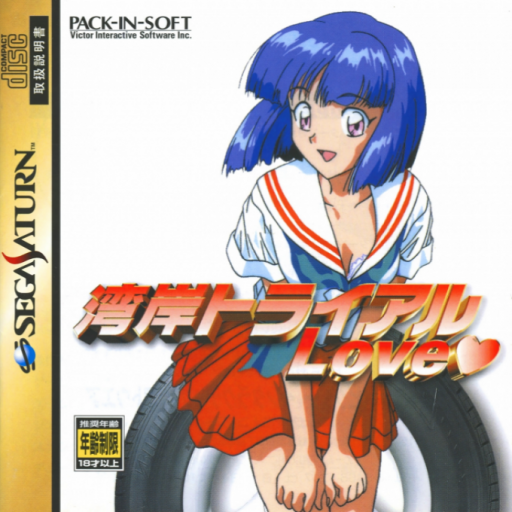 COMPACT
disc
取扱説明書
PACK-IN-SOFT
Victor Interactive Software Inc.
SEGA SATURN™
湾岸トライアル
Love♥
推奨年齢
年齢制限
18才以上